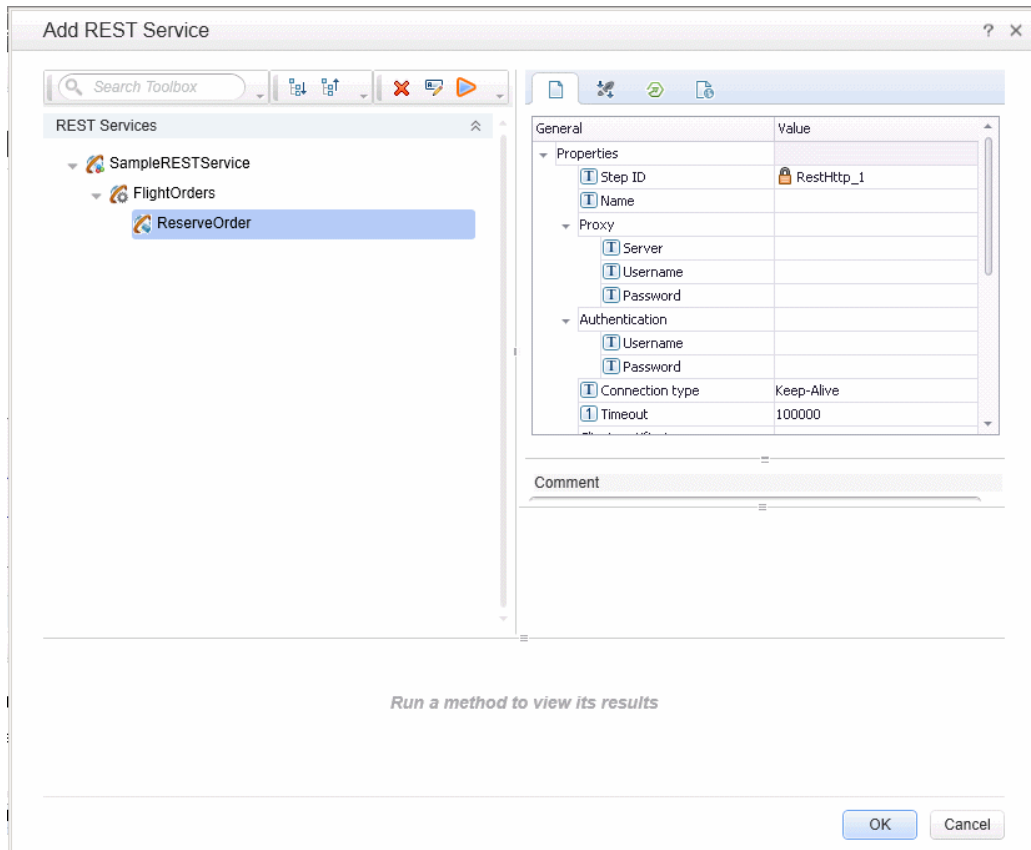 Add REST Service
Search Toolbox
REST Services
SampleRESTService
FlightOrders
ReserveOrder
General Value
Properties
Step ID RestHttp_1
Name
Proxy
Server
Username
Password
Authentication
Username
Password
Connection type Keep-Alive
Timeout 100000
Comment
Run a method to view its results
OK Cancel